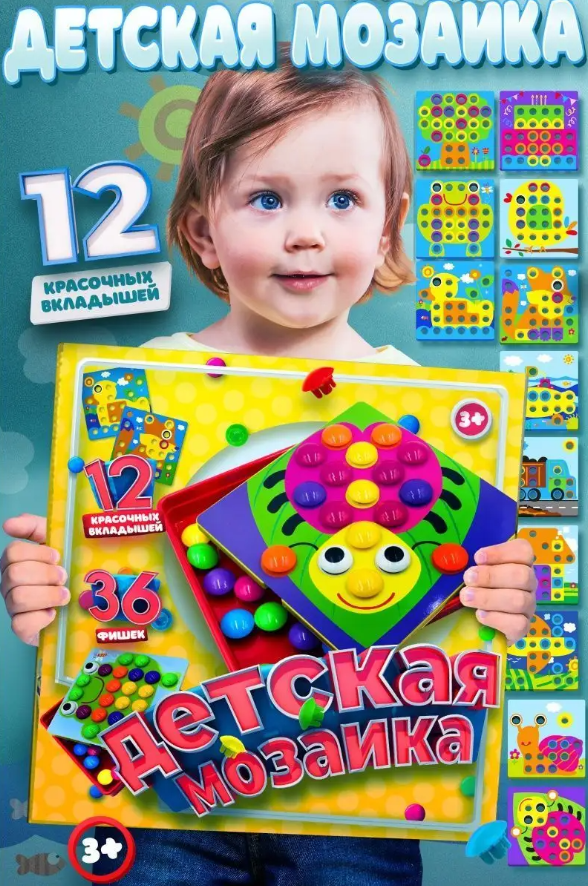 ДЕТСКАЯ МОЗАИКА
12
КРАСОЧНЫХ
ВКЛАДЫШЕЙ
3+
12
КРАСОЧНЫХ
ВКЛАДЫШЕЙ
36
ФИШЕК
ДЕТСКАЯ
МОЗАИКА
3+